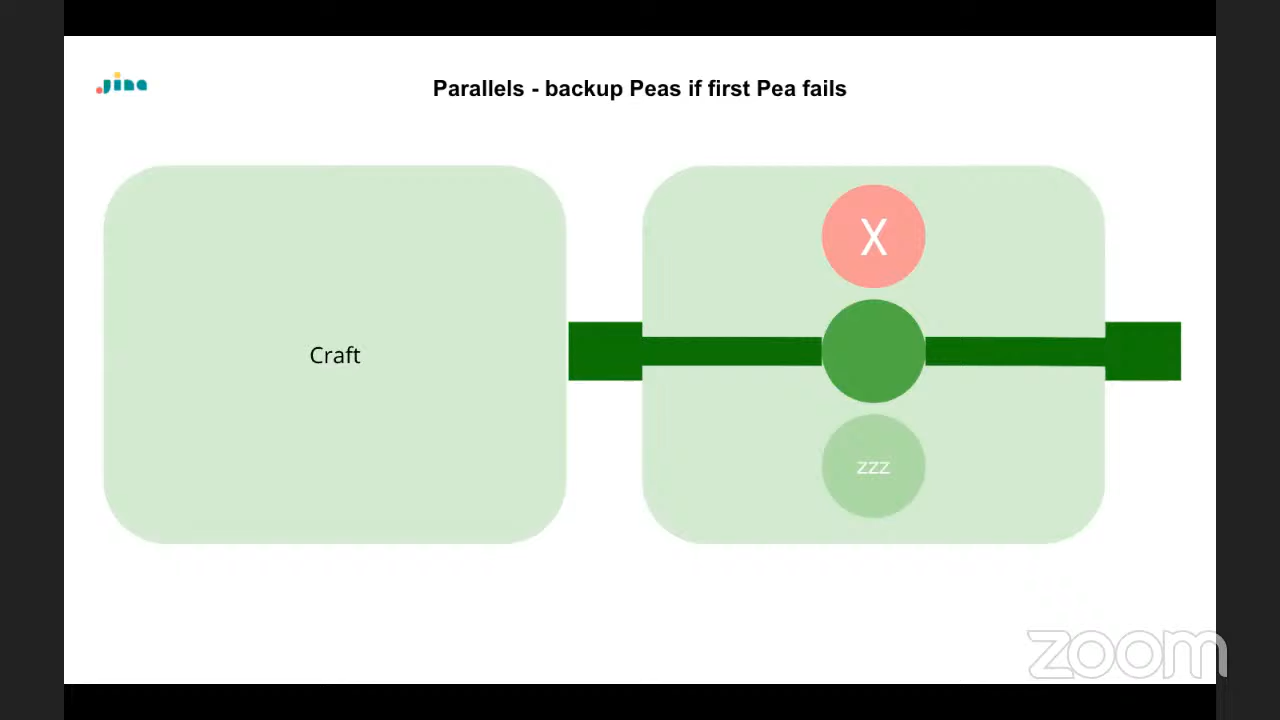 jina
Parallels - backup Peas if first Pea fails
X
Craft
zzz
zoom